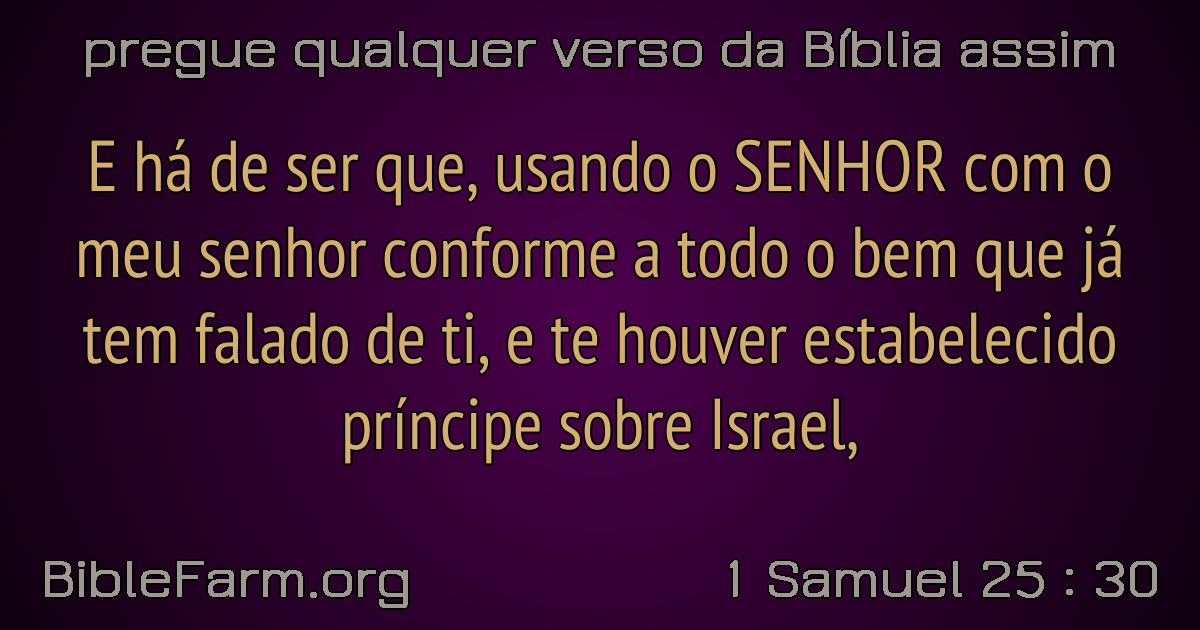 pregue qualquer verso da Bíblia assim
E há de ser que, usando o SENHOR com o
meu senhor conforme a todo o bem que já
tem falado de ti, e te houver estabelecido
príncipe sobre Israel,
BibleFarm.org
1 Samuel 25 : 30